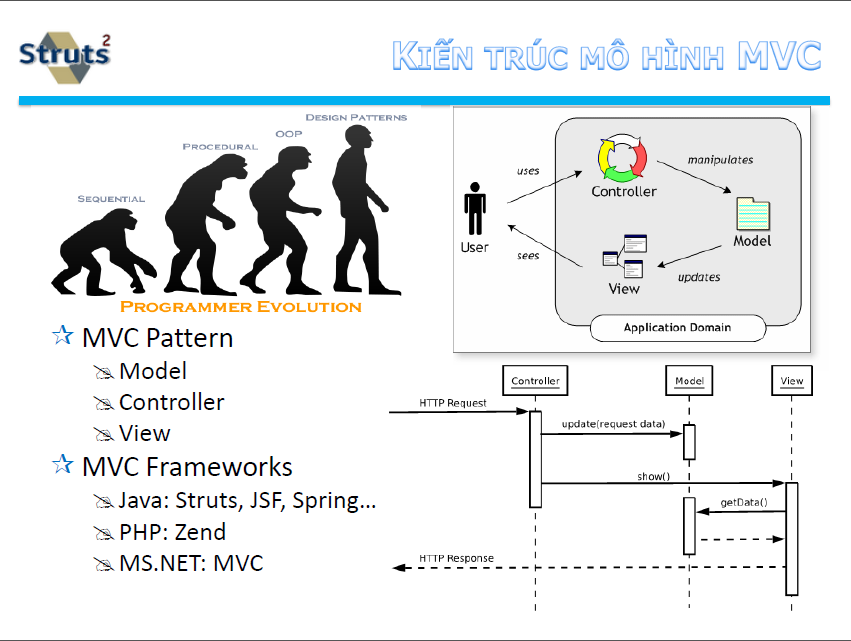 Struts2
KIẾN TRÚC MÔ HÌNH MVC
DESIGN PATTERNS
OOP
PROCEDURAL
SEQUENTIAL
PROGRAMMER EVOLUTION
MVC Pattern
Model
Controller
View
MVC Frameworks
Java: Struts, JSF, Spring...
PHP: Zend
MS.NET: MVC
uses
Controller
manipulates
User
Model
sees
View
updates
Application Domain
Controller
Model
View
HTTP Request
update(request data)
show()
getData()
HTTP Response